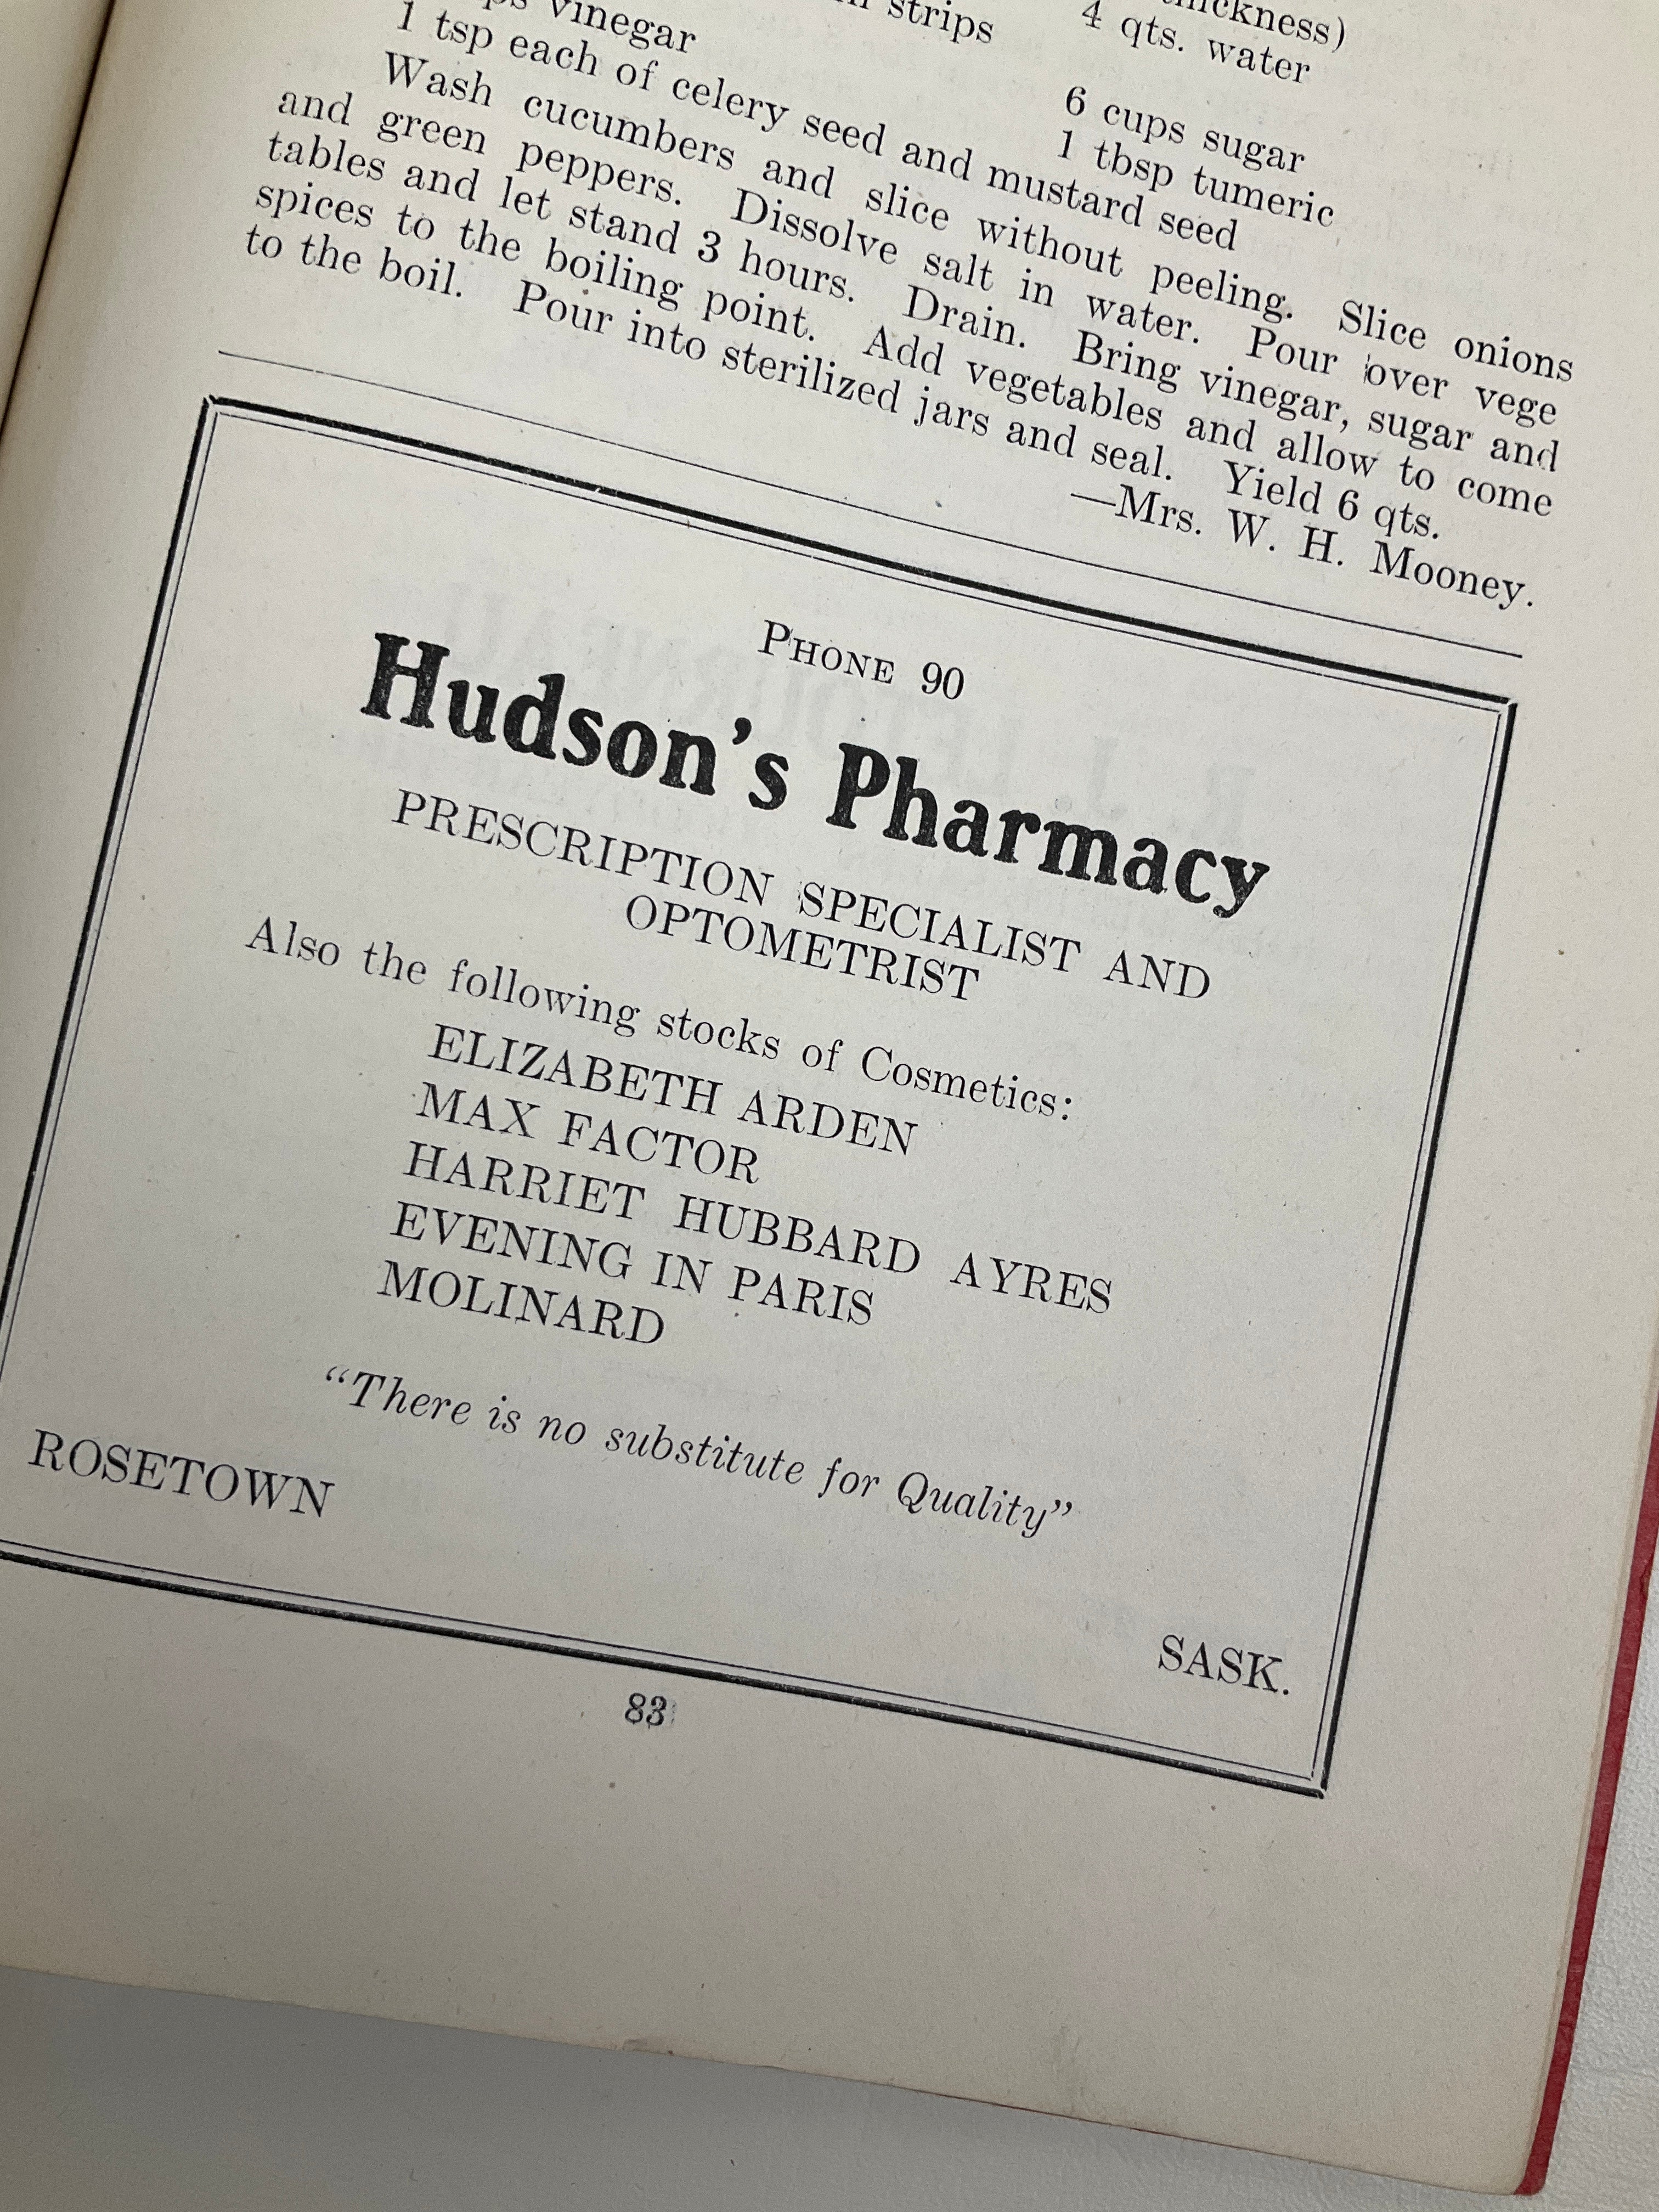 strips
thickness)
vinegar
4 qts. water
1 tsp each of celery seed and mustard seed
6 cups sugar
1 tbsp tumeric
Wash cucumbers and slice without peeling. Slice onions
and green peppers. Dissolve salt in water. Pour over vege
tables and let stand 3 hours. Drain. Bring vinegar, sugar and
spices to the boiling point. Add vegetables and allow to come
to the boil. Pour into sterilized jars and seal. Yield 6 qts.
—Mrs. W. H. Mooney.
PHONE 90
Hudson's Pharmacy
PRESCRIPTION SPECIALIST AND
OPTOMETRIST
Also the following stocks of Cosmetics:
ELIZABETH ARDEN
MAX FACTOR
HARRIET HUBBARD AYRES
EVENING IN PARIS
MOLINARD
“There is no substitute for Quality”
ROSETOWN SASK.
83